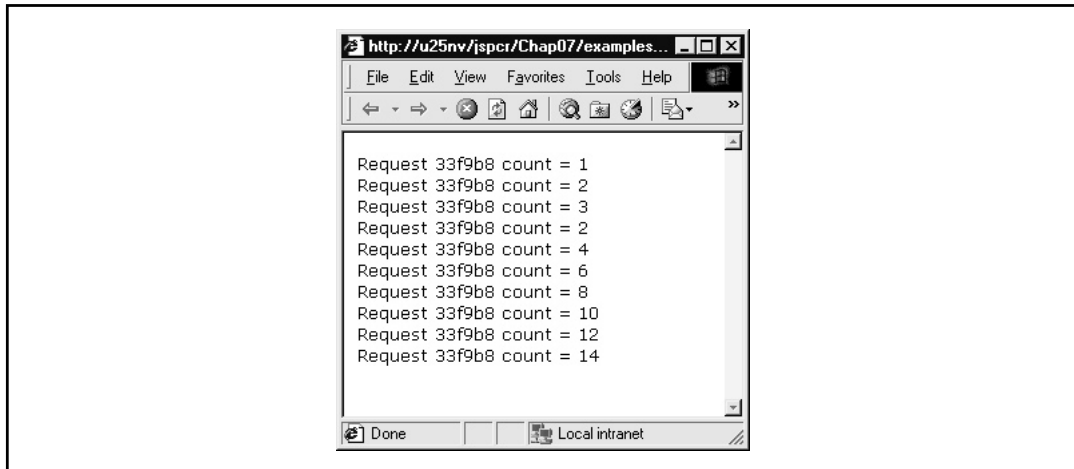 http://u25nv/jspcr/Chap07/examples...
File Edit View Favorites Tools Help
»
Request 33f9b8 count = 1
Request 33f9b8 count = 2
Request 33f9b8 count = 3
Request 33f9b8 count = 2
Request 33f9b8 count = 4
Request 33f9b8 count = 6
Request 33f9b8 count = 8
Request 33f9b8 count = 10
Request 33f9b8 count = 12
Request 33f9b8 count = 14
Done Local intranet